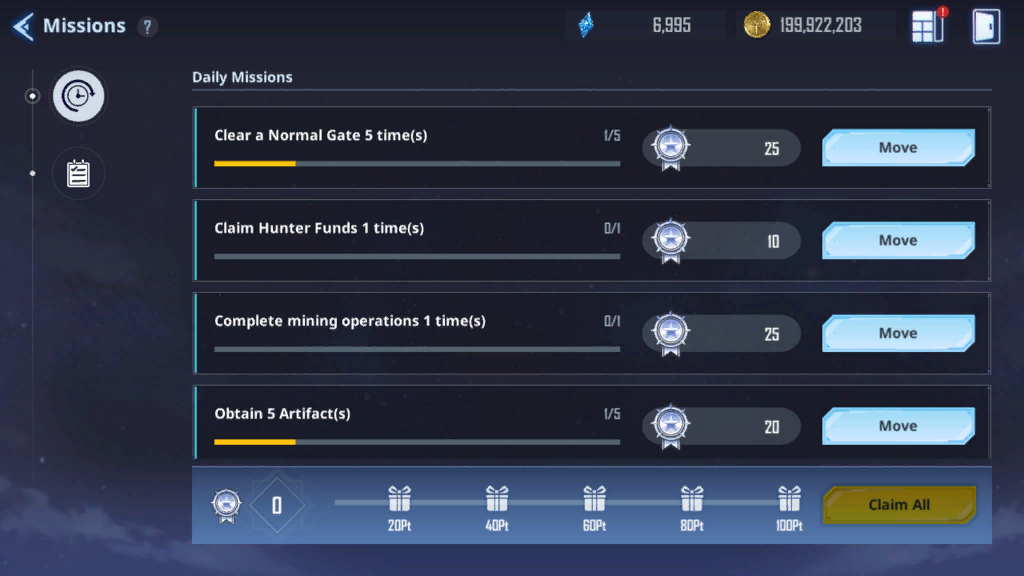 Missions ?
6,995
199,922,203
!
Daily Missions
Clear a Normal Gate 5 time(s)
1/5
25
Move
Claim Hunter Funds 1 time(s)
0/1
10
Move
Complete mining operations 1 time(s)
0/1
25
Move
Obtain 5 Artifact(s)
1/5
20
Move
0
20Pt
40Pt
60Pt
80Pt
100Pt
Claim All